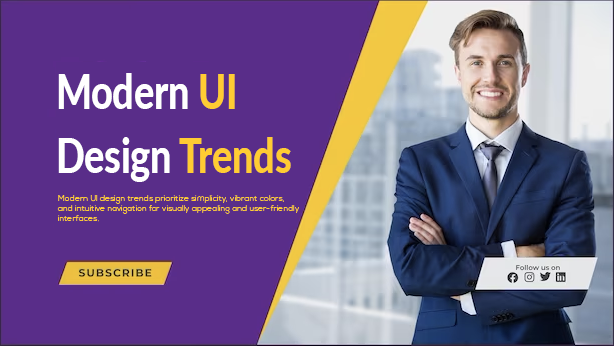 Modern UI
Design Trends
Modern UI design trends prioritize simplicity, vibrant colors,
and intuitive navigation for visually appealing and user-friendly
interfaces.
SUBSCRIBE
Follow us on